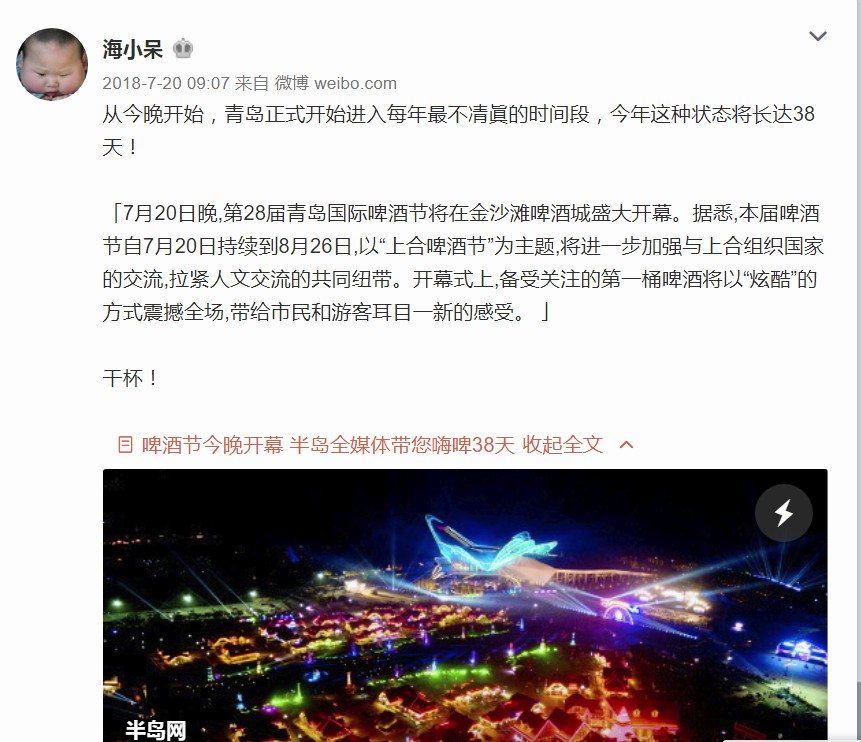 海小呆
2018-7-20 09:07 来自 微博 weibo.com
从今晚开始，青岛正式开始进入每年最不清真的时间段，今年这种状态将长达38
天！
「7月20日晚,第28届青岛国际啤酒节将在金沙滩啤酒城盛大开幕。据悉,本届啤酒
节自7月20日持续到8月26日,以“上合啤酒节”为主题,将进一步加强与上合组织国家
的交流,拉紧人文交流的共同纽带。开幕式上,备受关注的第一桶啤酒将以“炫酷”的
方式震撼全场,带给市民和游客耳目一新的感受。 」
干杯！
啤酒节今晚开幕 半岛全媒体带您嗨啤38天 收起全文
半岛网